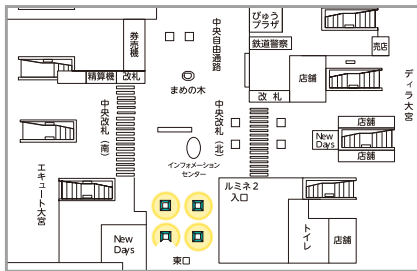 券売機
中央自由通路
びゅう
プラザ
鉄道警察
売店
精算機
改札
まめの木
店舗
改 札
ディラ大宮
中央改札（南）
中央改札（北）
店舗
New
Days
店舗
インフォメーション
センター
エキュート大宮
ルミネ２
入口
New
Days
東口
トイレ
店舗